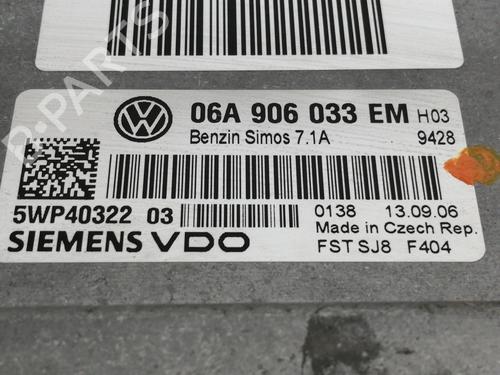 B-PARTS
06A 906 033 EM H03
Benzin Simos 7.1A 9428
5WP40322 03
0138 13.09.06
Made in Czech Rep.
SIEMENS VDO
FST SJ8 F404